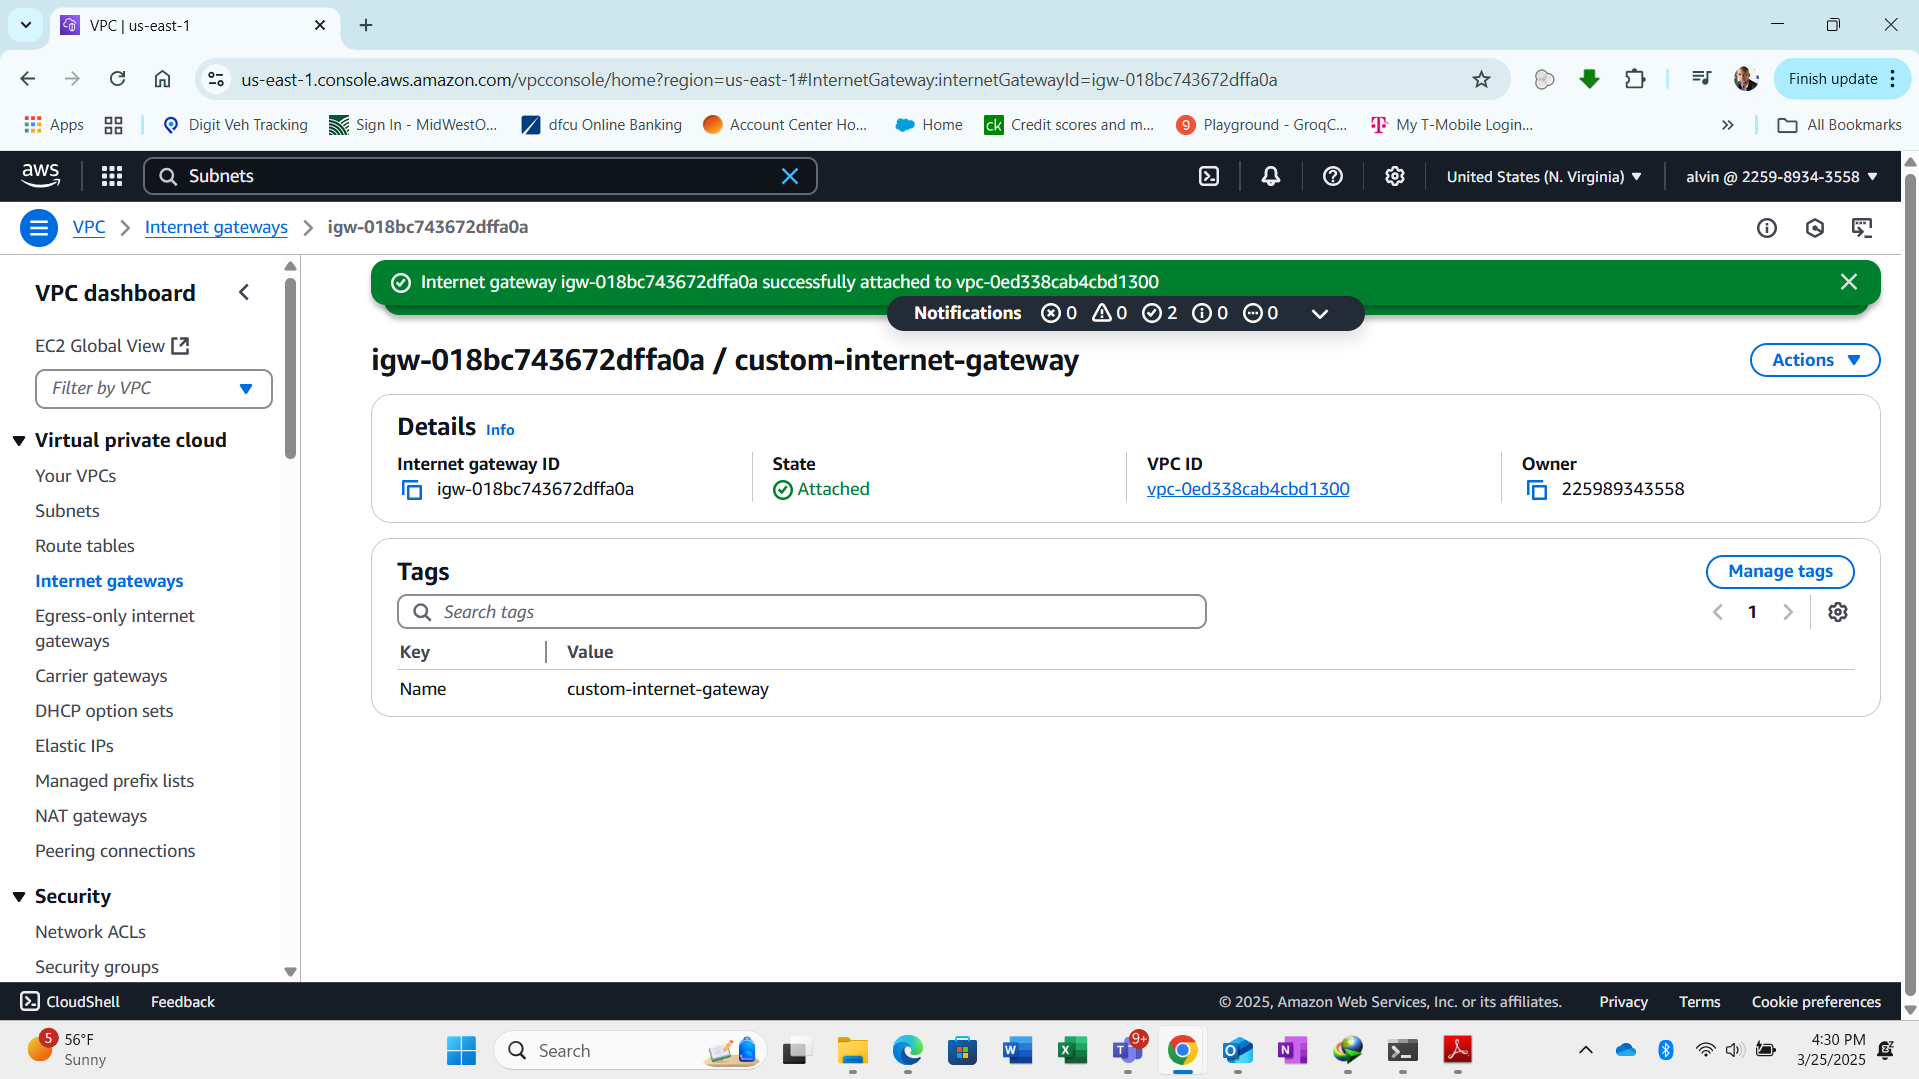 VPC | us-east-1
us-east-1.console.aws.amazon.com/vpcconsole/home?region=us-east-1#InternetGateway:internetGatewayId=igw-018bc743672dffa0a
Finish update
Apps
Digit Veh Tracking
Sign In - MidWestO...
dfcu Online Banking
Account Center Ho...
Home
ck Credit scores and m...
9 Playground - GroqC...
My T-Mobile Login...
All Bookmarks
aws
Subnets
United States (N. Virginia)
alvin @ 2259-8934-3558
VPC
Internet gateways
igw-018bc743672dffa0a
VPC dashboard
EC2 Global View
Filter by VPC
Virtual private cloud
Your VPCs
Subnets
Route tables
Internet gateways
Egress-only internet
gateways
Carrier gateways
DHCP option sets
Elastic IPs
Managed prefix lists
NAT gateways
Peering connections
Security
Network ACLs
Security groups
Internet gateway igw-018bc743672dffa0a successfully attached to vpc-0ed338cab4cbd1300
Notifications 0 0 2 0 0
igw-018bc743672dffa0a / custom-internet-gateway
Actions
Details Info
Internet gateway ID
igw-018bc743672dffa0a
State
Attached
VPC ID
vpc-0ed338cab4cbd1300
Owner
225989343558
Tags
Manage tags
Search tags
1
Key Value
Name custom-internet-gateway
CloudShell
Feedback
© 2025, Amazon Web Services, Inc. or its affiliates.
Privacy
Terms
Cookie preferences
5
56°F
Sunny
Search
9+
4:30 PM
3/25/2025